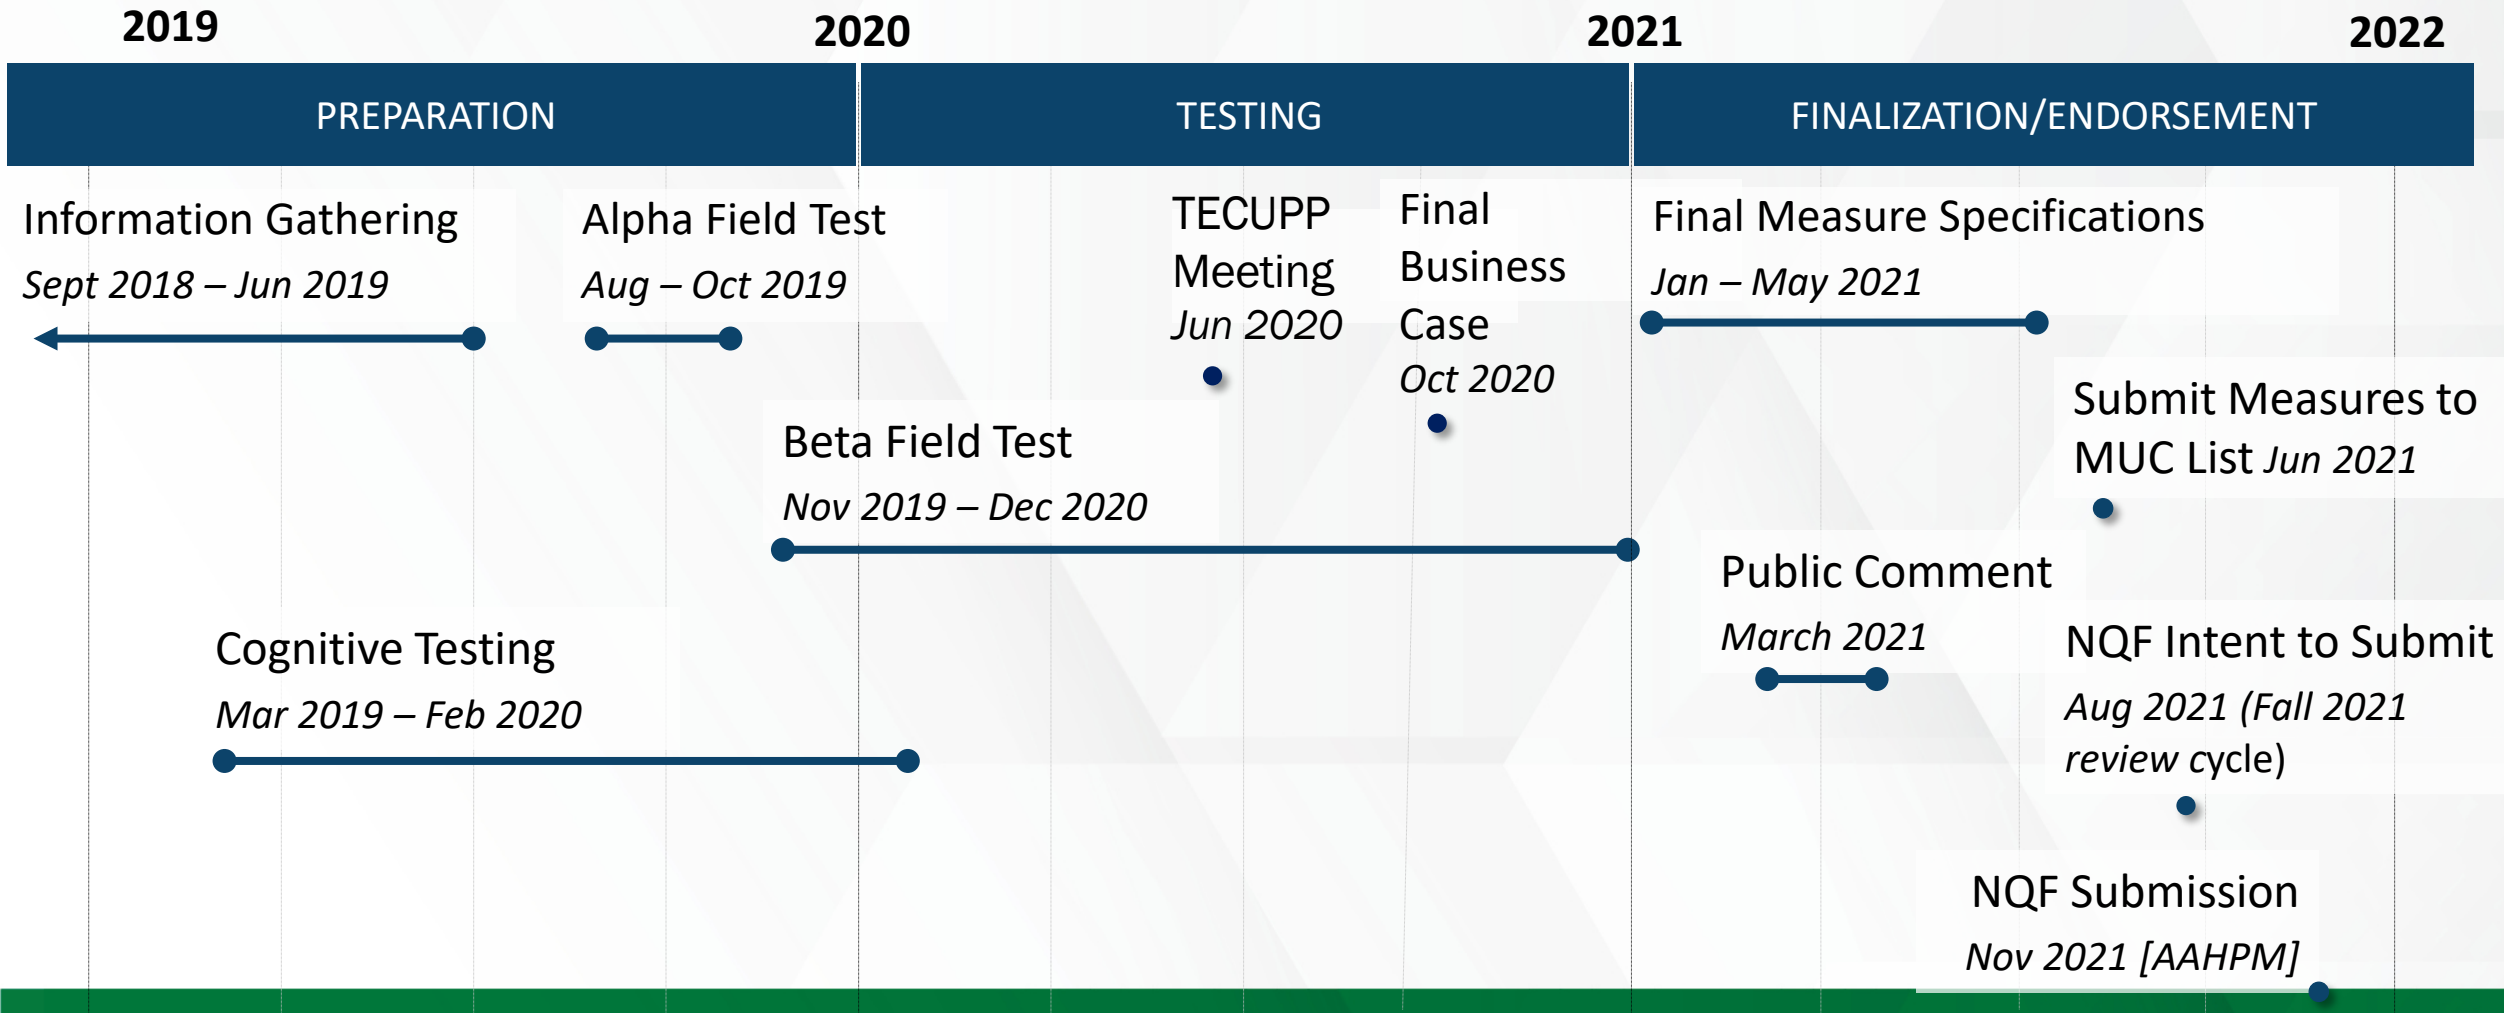 2019
2020
2021
2022
PREPARATION
TESTING
FINALIZATION/ENDORSEMENT
Information Gathering
Sept 2018 – Jun 2019
Alpha Field Test
Aug – Oct 2019
TECUPP
Meeting
Jun 2020
Final
Business
Case
Oct 2020
Final Measure Specifications
Jan – May 2021
Beta Field Test
Nov 2019 – Dec 2020
Submit Measures to
MUC List Jun 2021
Cognitive Testing
Mar 2019 – Feb 2020
Public Comment
March 2021
NQF Intent to Submit
Aug 2021 (Fall 2021
review cycle)
NQF Submission
Nov 2021 [AAHPM]